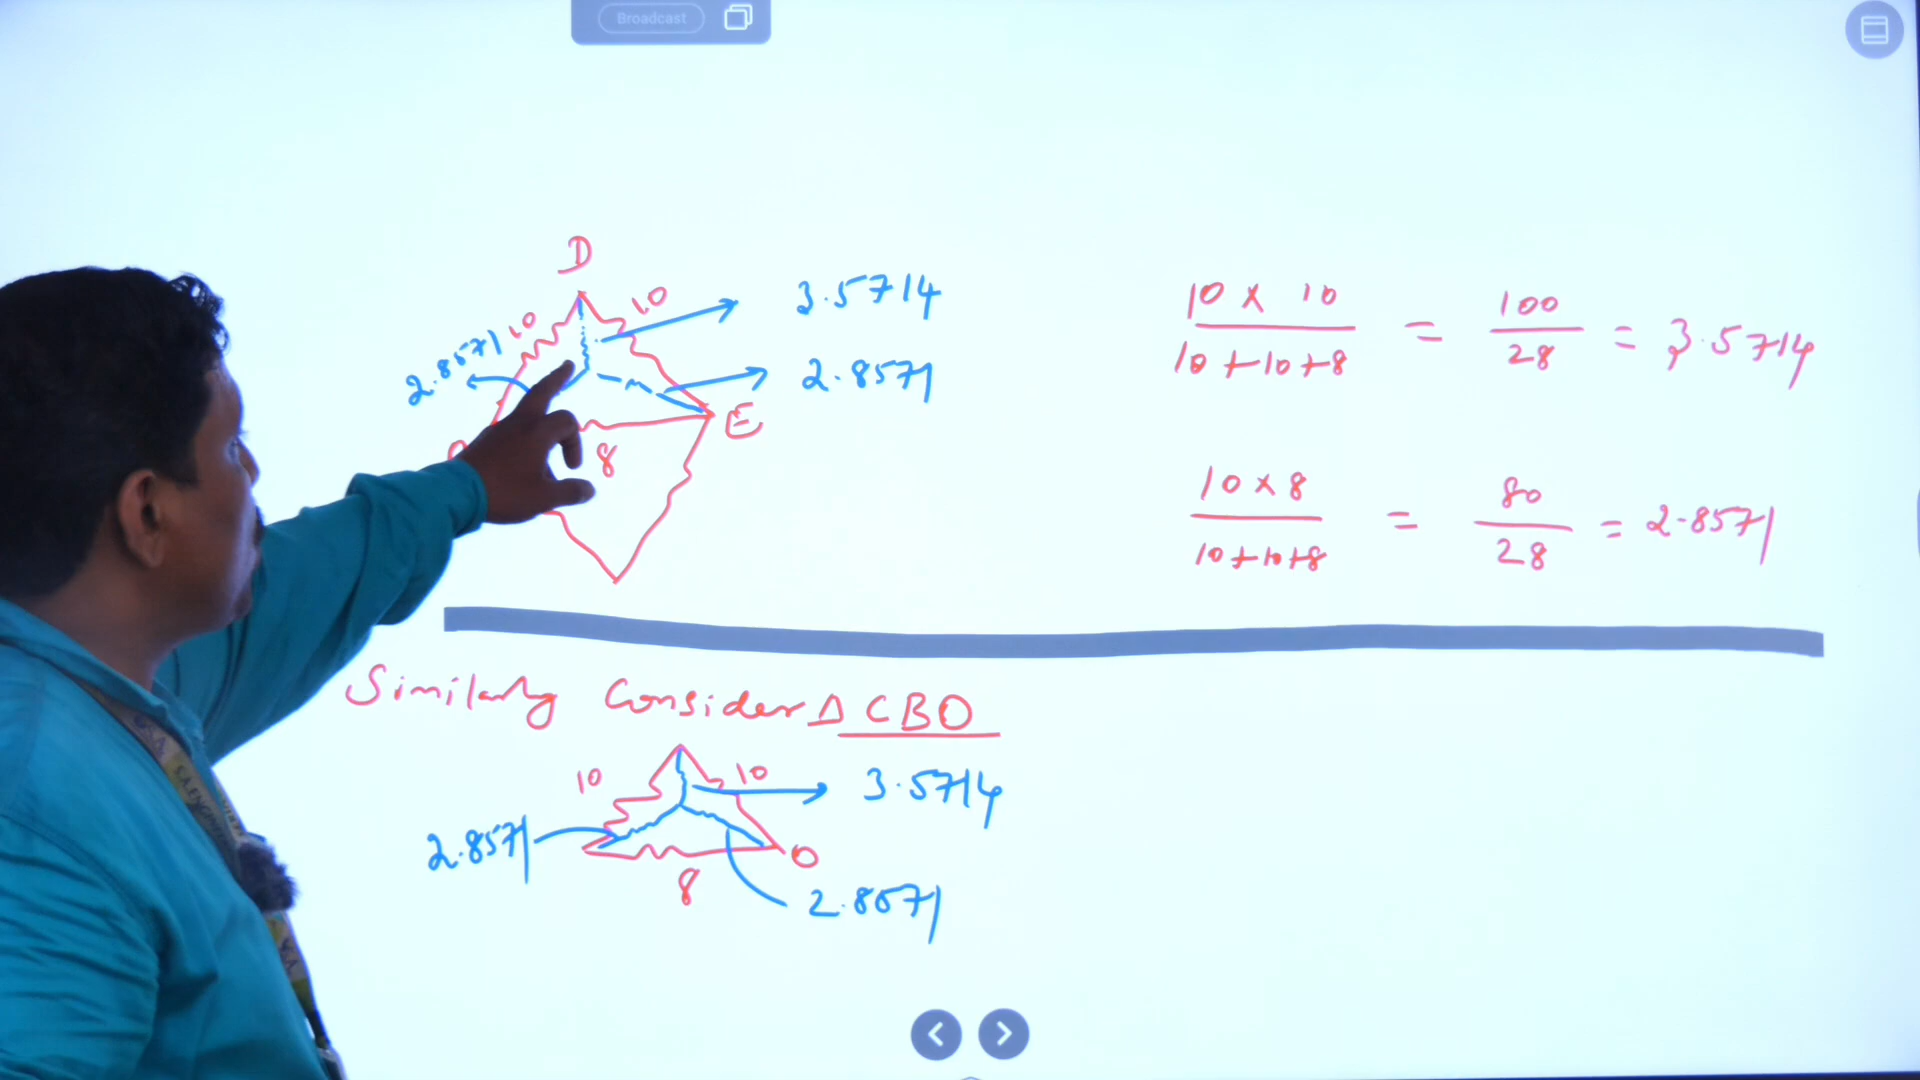 Broadcast
D
10 10
3.5714
2.8571
2.8571
E
8
10 x 10 / 10+10+8 = 100 / 28 = 3.5714
10 x 8 / 10+10+8 = 80 / 28 = 2.8571
Similarly Consider Δ CBO
10 10
3.5714
2.8571
O
8
2.8571